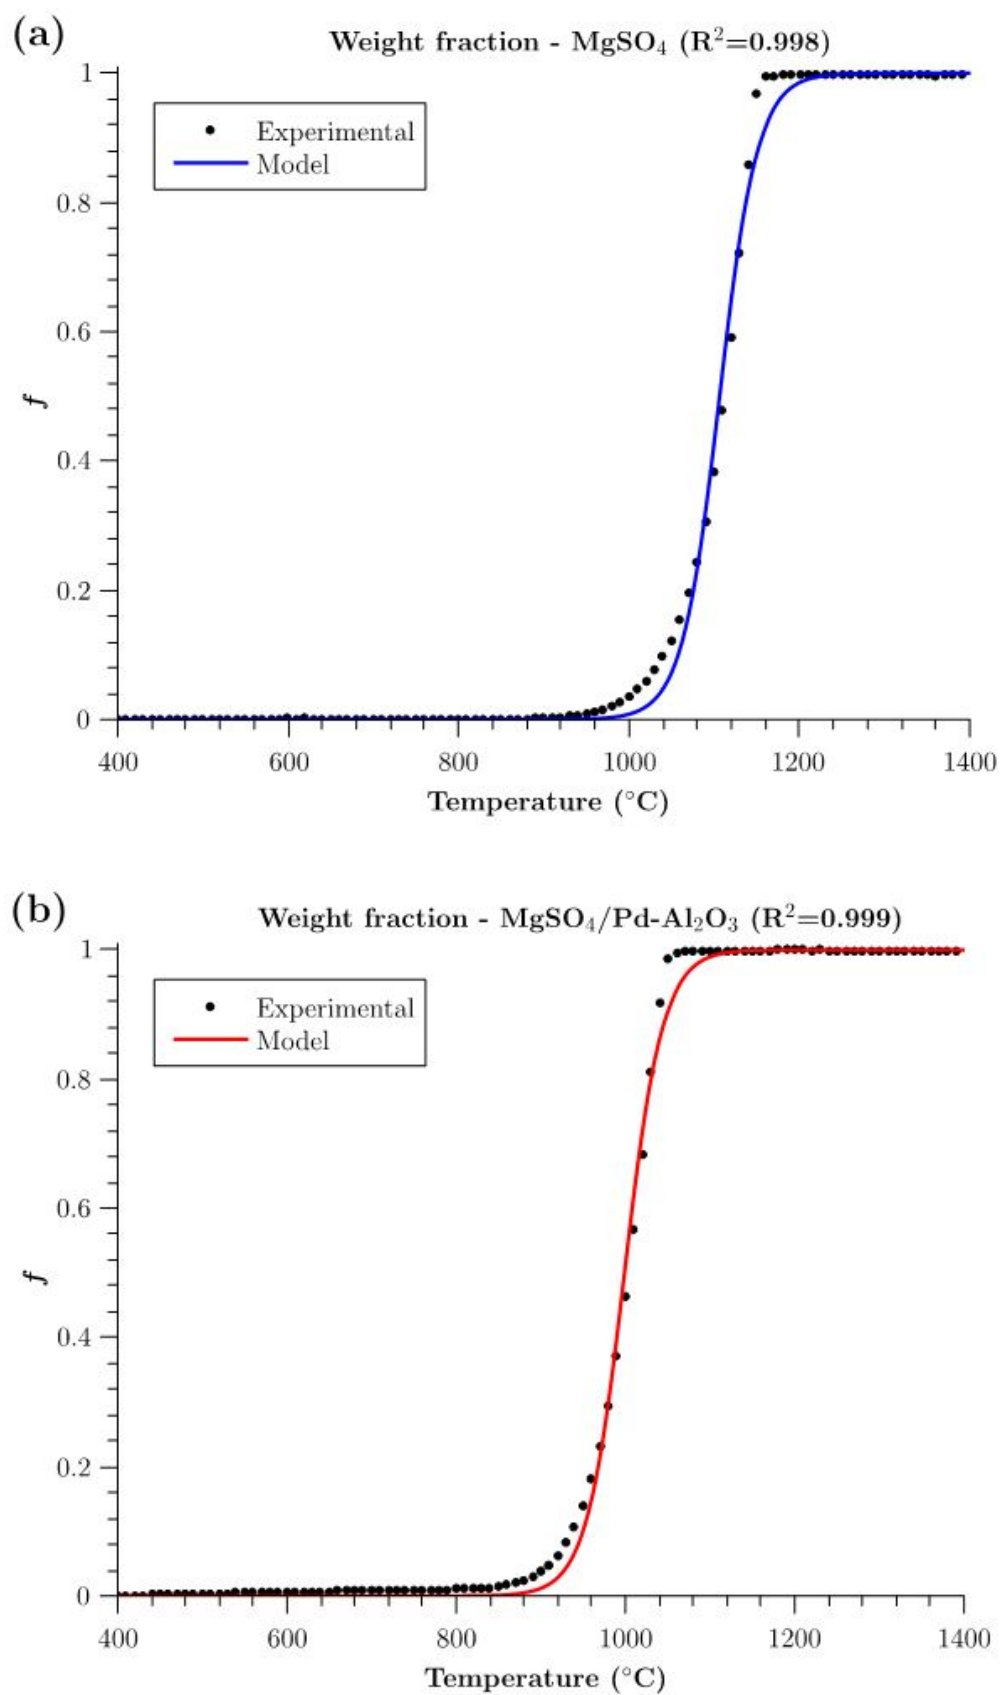 (a)
Weight fraction - MgSO₄ (R²=0.998)
1
Experimental
Model
0.8
0.6
f
0.4
0.2
0
400 600 800 1000 1200 1400
Temperature (°C)
(b)
Weight fraction - MgSO₄/Pd-Al₂O₃ (R²=0.999)
1
Experimental
Model
0.8
0.6
f
0.4
0.2
0
400 600 800 1000 1200 1400
Temperature (°C)